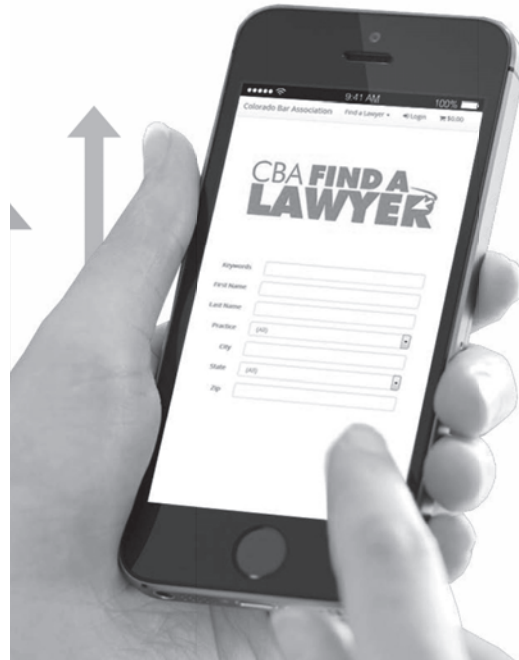 9:41 AM 100%
Colorado Bar Association Find a Lawyer Login $0.00
CBA FIND A
LAWYER
Keywords
First Name
Last Name
Practice (All)
City
State (All)
Zip